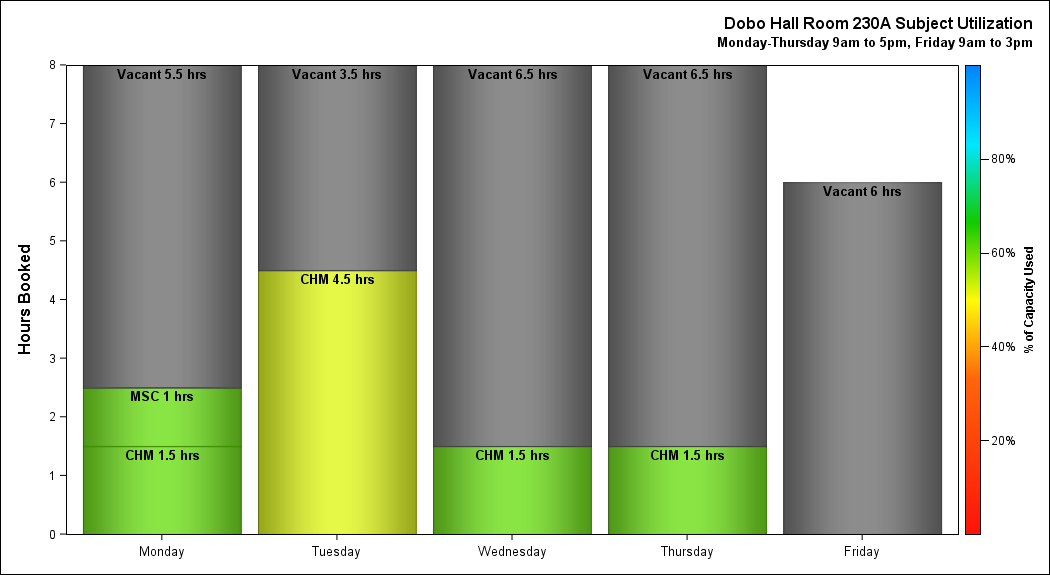 Dobo Hall Room 230A Subject Utilization
Monday-Thursday 9am to 5pm, Friday 9am to 3pm
Hours Booked
8
7
6
5
4
3
2
1
0
Vacant 5.5 hrs
MSC 1 hrs
CHM 1.5 hrs
Vacant 3.5 hrs
CHM 4.5 hrs
Vacant 6.5 hrs
CHM 1.5 hrs
Vacant 6.5 hrs
CHM 1.5 hrs
Vacant 6 hrs
Monday
Tuesday
Wednesday
Thursday
Friday
80%
60%
40%
20%
% of Capacity Used